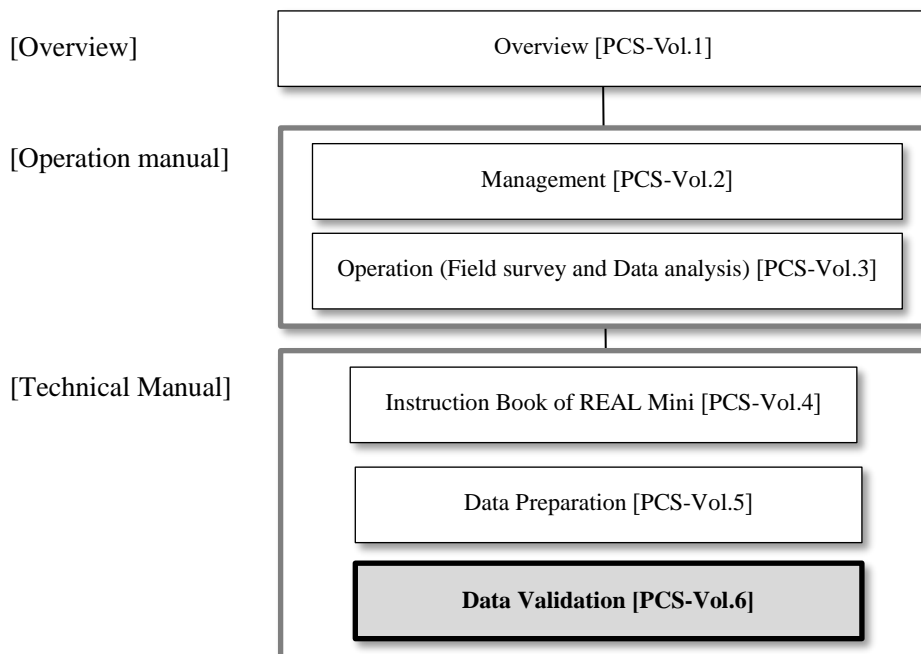 [Overview]
Overview [PCS-Vol.1]
[Operation manual]
Management [PCS-Vol.2]
Operation (Field survey and Data analysis) [PCS-Vol.3]
[Technical Manual]
Instruction Book of REAL Mini [PCS-Vol.4]
Data Preparation [PCS-Vol.5]
Data Validation [PCS-Vol.6]